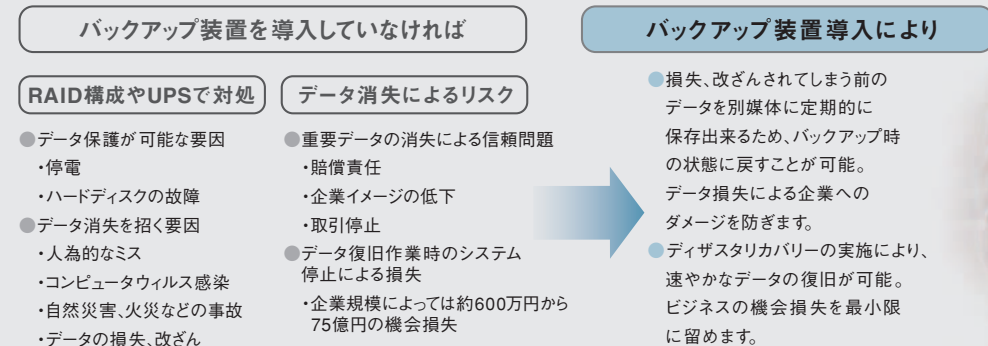 バックアップ装置を導入していなければ
RAID構成やUPSで対処
●データ保護が可能な要因
・停電
・ハードディスクの故障
●データ消失を招く要因
・人為的なミス
・コンピュータウィルス感染
・自然災害、火災などの事故
・データの損失、改ざん
データ消失によるリスク
●重要データの消失による信頼問題
・賠償責任
・企業イメージの低下
・取引停止
●データ復旧作業時のシステム
停止による損失
・企業規模によっては約600万円から
75億円の機会損失
バックアップ装置導入により
●損失、改ざんされてしまう前の
データを別媒体に定期的に
保存出来るため、バックアップ時
の状態に戻すことが可能。
データ損失による企業への
ダメージを防ぎます。
●ディザスタリカバリーの実施により、
速やかなデータの復旧が可能。
ビジネスの機会損失を最小限
に留めます。